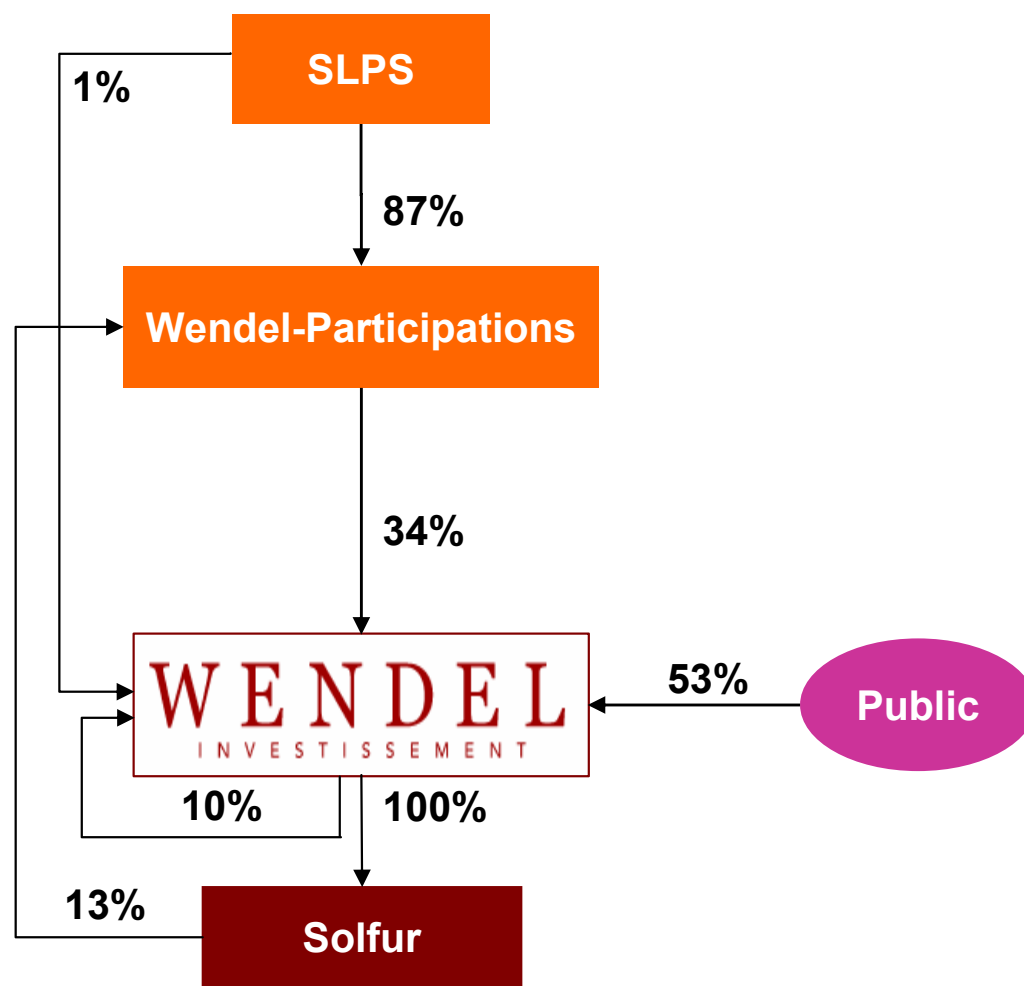 SLPS
1%
87%
Wendel-Participations
34%
WENDEL
INVESTISSEMENT
53%
Public
10%
100%
13%
Solfur